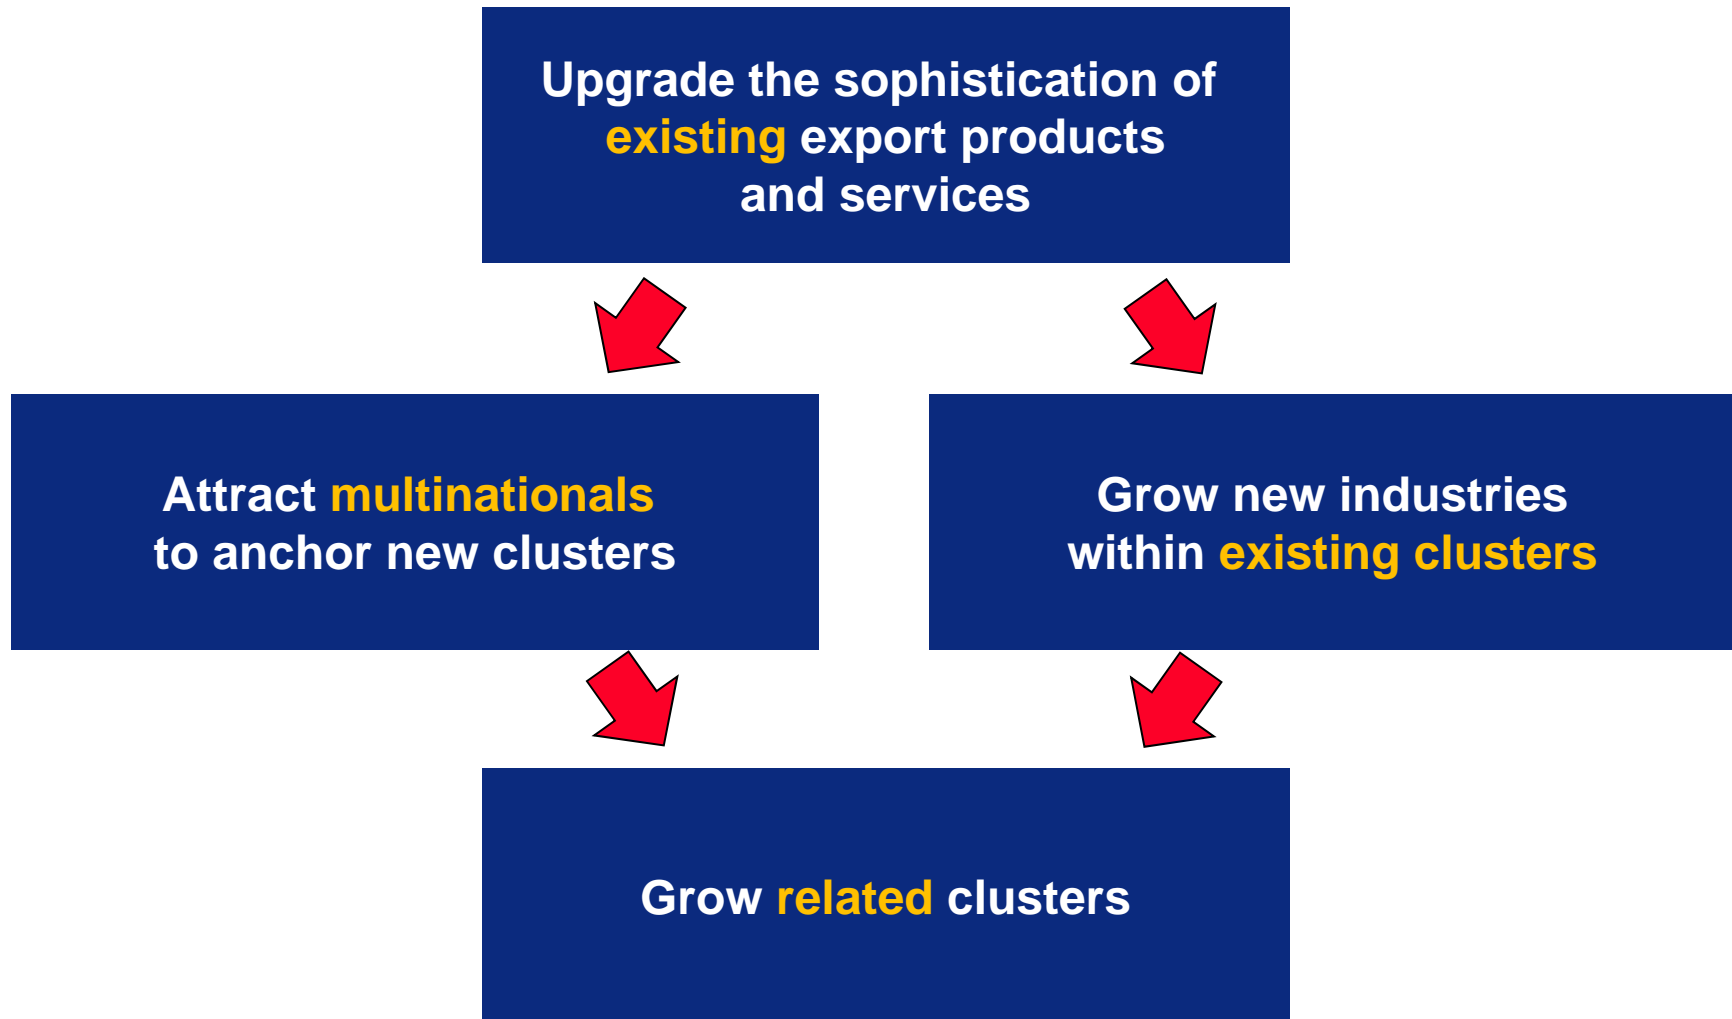 Upgrade the sophistication of
existing export products
and services
Attract multinationals
to anchor new clusters
Grow new industries
within existing clusters
Grow related clusters